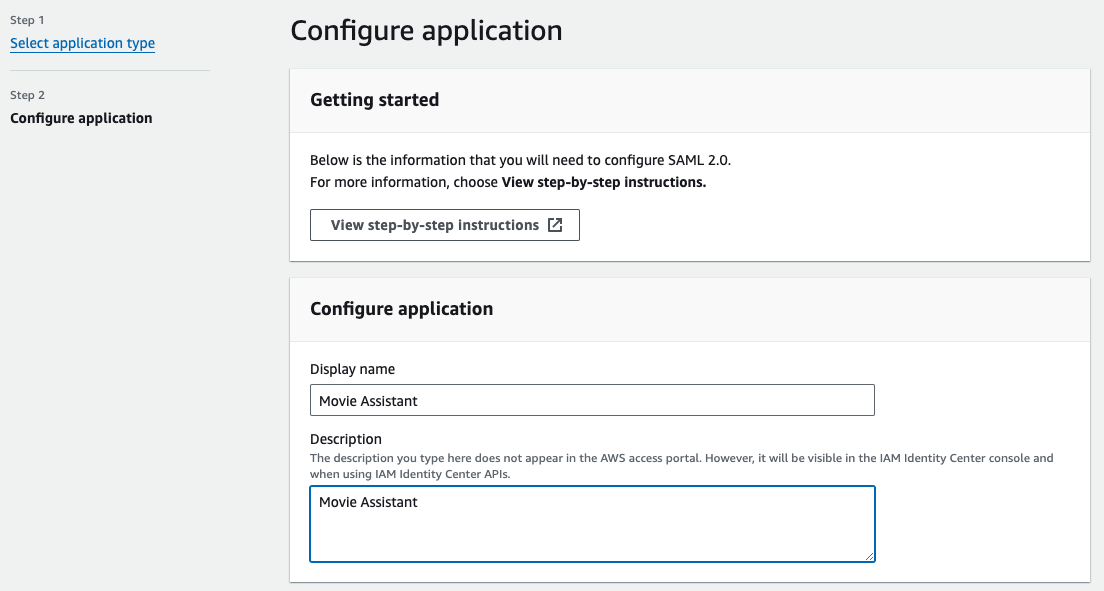 Step 1
Select application type
Step 2
Configure application
Configure application
Getting started
Below is the information that you will need to configure SAML 2.0.
For more information, choose View step-by-step instructions.
View step-by-step instructions
Configure application
Display name
Movie Assistant
Description
The description you type here does not appear in the AWS access portal. However, it will be visible in the IAM Identity Center console and
when using IAM Identity Center APIs.
Movie Assistant